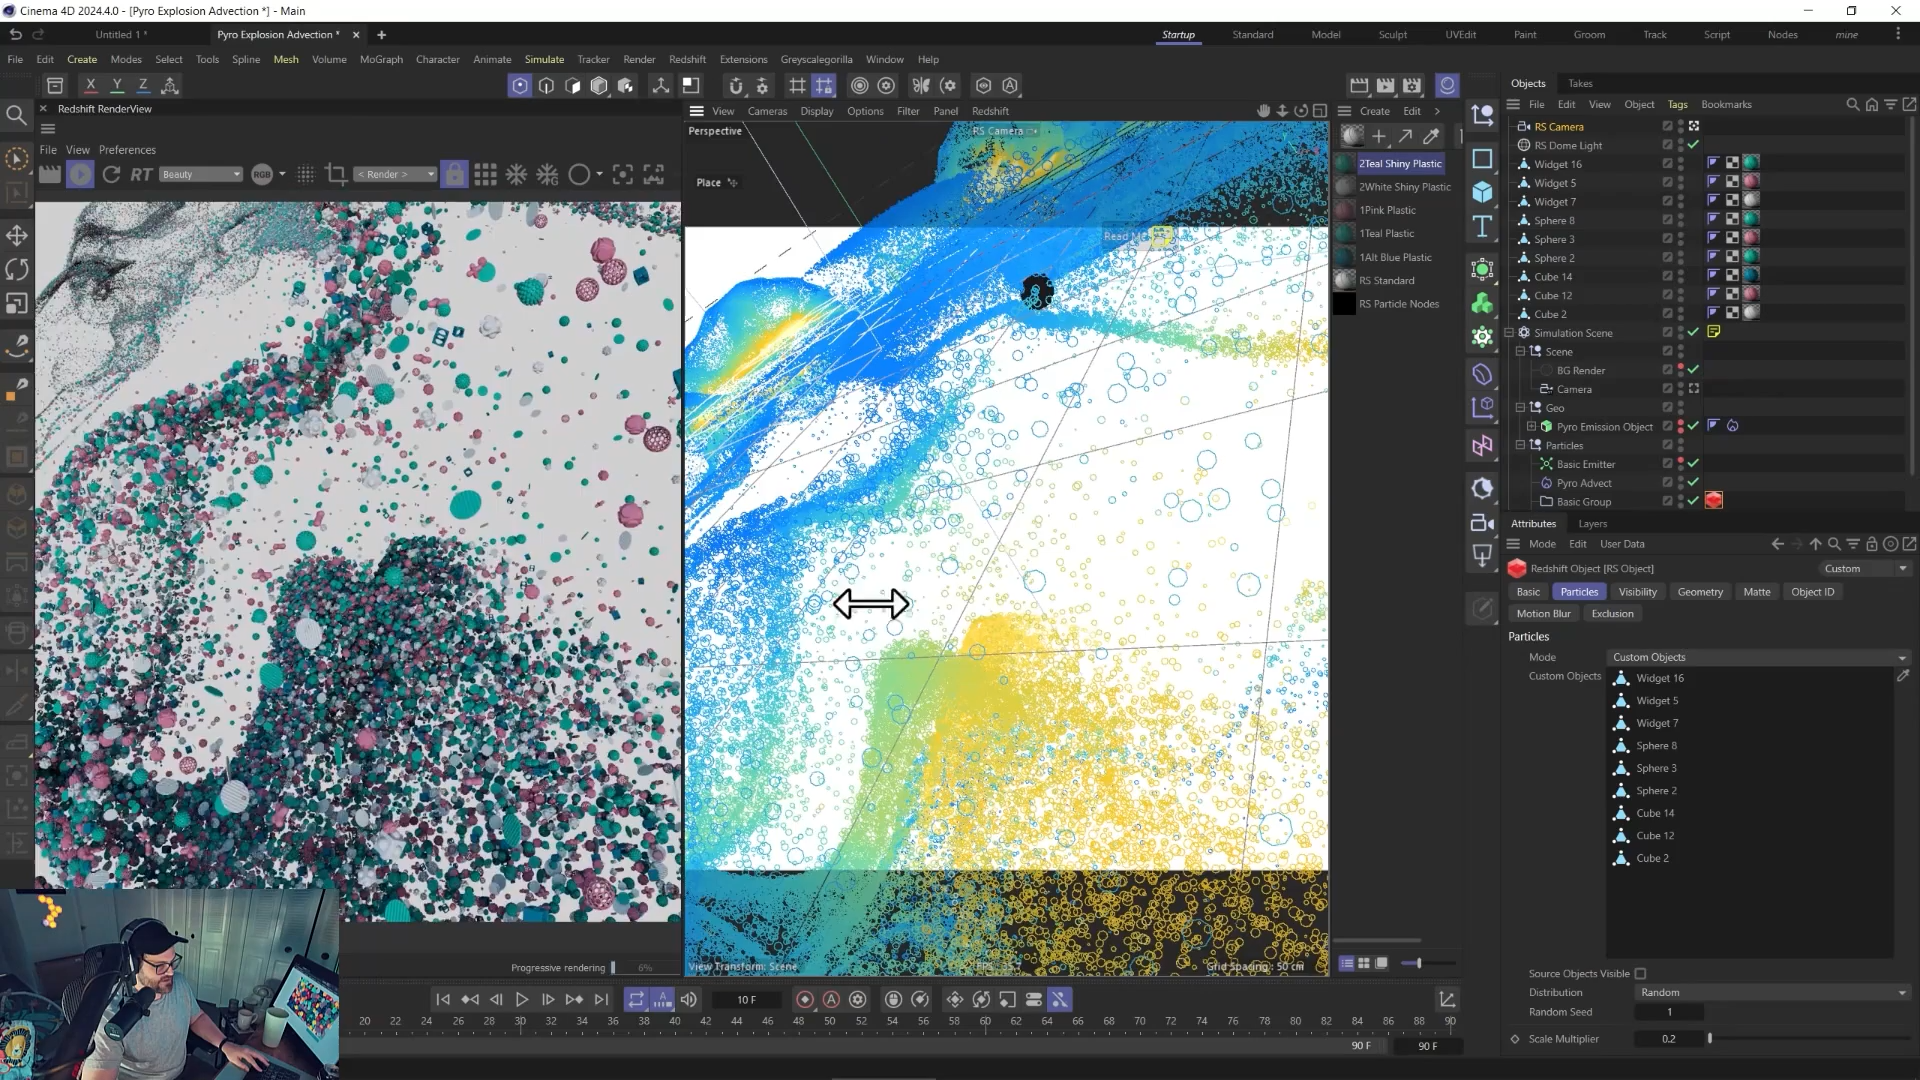 Cinema 4D 2024.4.0 - [Pyro Explosion Advection *] - Main
Untitled 1 *
Pyro Explosion Advection *
Startup
Standard
Model
Sculpt
UVEdit
Paint
Groom
Track
Script
Nodes
mine
File
Edit
Create
Modes
Select
Tools
Spline
Mesh
Volume
MoGraph
Character
Animate
Simulate
Tracker
Render
Redshift
Extensions
Greyscalegorilla
Window
Help
X
Y
Z
Redshift RenderView
File
View
Preferences
RT
Beauty
RGB
< Render >
Progressive rendering
6%
View
Cameras
Display
Options
Filter
Panel
Redshift
Perspective
RS Camera
Place
Read Me
View Transform: Scene
Grid Spacing : 50 cm
Create
Edit
2Teal Shiny Plastic
2White Shiny Plastic
1Pink Plastic
1Teal Plastic
1Alt Blue Plastic
RS Standard
RS Particle Nodes
Objects
Takes
File
Edit
View
Object
Tags
Bookmarks
RS Camera
RS Dome Light
Widget 16
Widget 5
Widget 7
Sphere 8
Sphere 3
Sphere 2
Cube 14
Cube 12
Cube 2
Simulation Scene
Scene
BG Render
Camera
Geo
Pyro Emission Object
Particles
Basic Emitter
Pyro Advect
Basic Group
Attributes
Layers
Mode
Edit
User Data
Redshift Object [RS Object]
Custom
Basic
Particles
Visibility
Geometry
Matte
Object ID
Motion Blur
Exclusion
Particles
Mode
Custom Objects
Custom Objects
Widget 16
Widget 5
Widget 7
Sphere 8
Sphere 3
Sphere 2
Cube 14
Cube 12
Cube 2
Source Objects Visible
Distribution
Random
Random Seed
1
Scale Multiplier
0.2
10 F
20 22 24 26 28 30 32 34 36 38 40 42 44 46 48 50 52 54 56 58 60 62 64 66 68 70 72 74 76 78 80 82 84 86 88 90
90 F
90 F